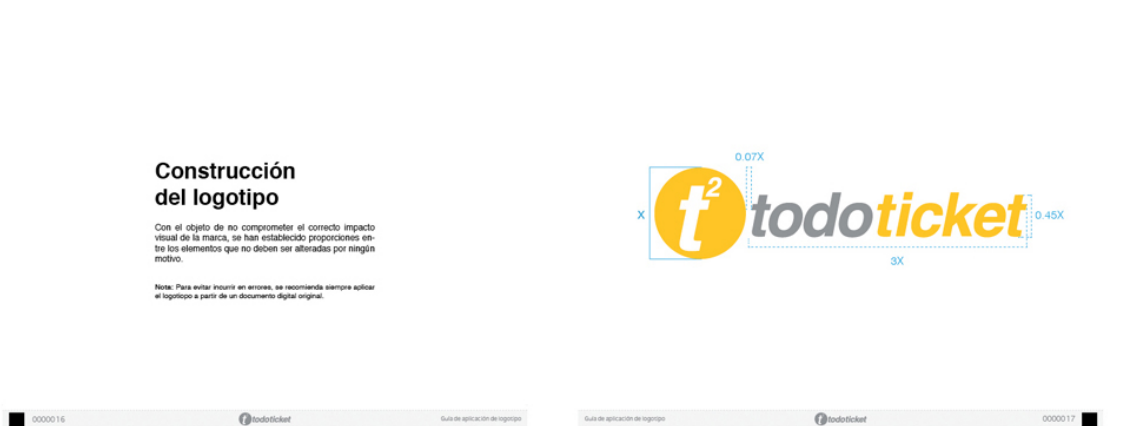 Construcción
del logotipo
Con el objeto de no comprometer el correcto impacto
visual de la marca, se han establecido proporciones en-
tre los elementos que no deben ser alteradas por ningún
motivo.
Nota: Para evitar incurrir en errores, se recomienda siempre aplicar
el logotiopo a partir de un documento digital original.
0000016
t todoticket
Guía de aplicación de logotipo
0.07X
X
t2
todoticket
0.45X
3X
Guía de aplicación de logotipo
t todoticket
0000017